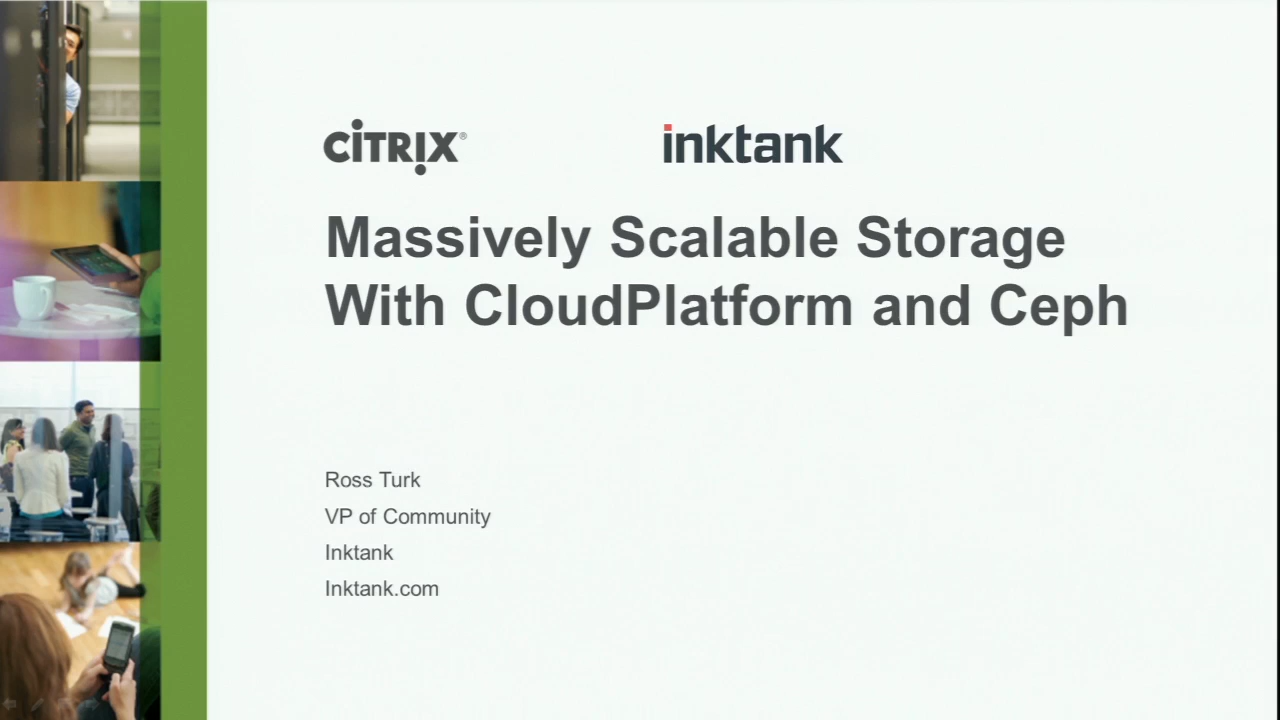 CiTRIX®
inktank
Massively Scalable Storage
With CloudPlatform and Ceph
Ross Turk
VP of Community
Inktank
Inktank.com